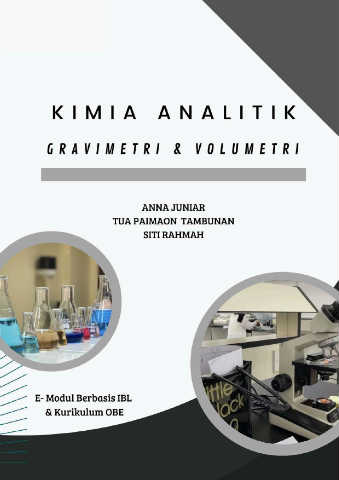 KIMIA ANALITIK
GRAVIMETRI & VOLUMETRI
ANNA JUNIAR
TUA PAIMAON TAMBUNAN
SITI RAHMAH
E- Modul Berbasis IBL
& Kurikulum OBE